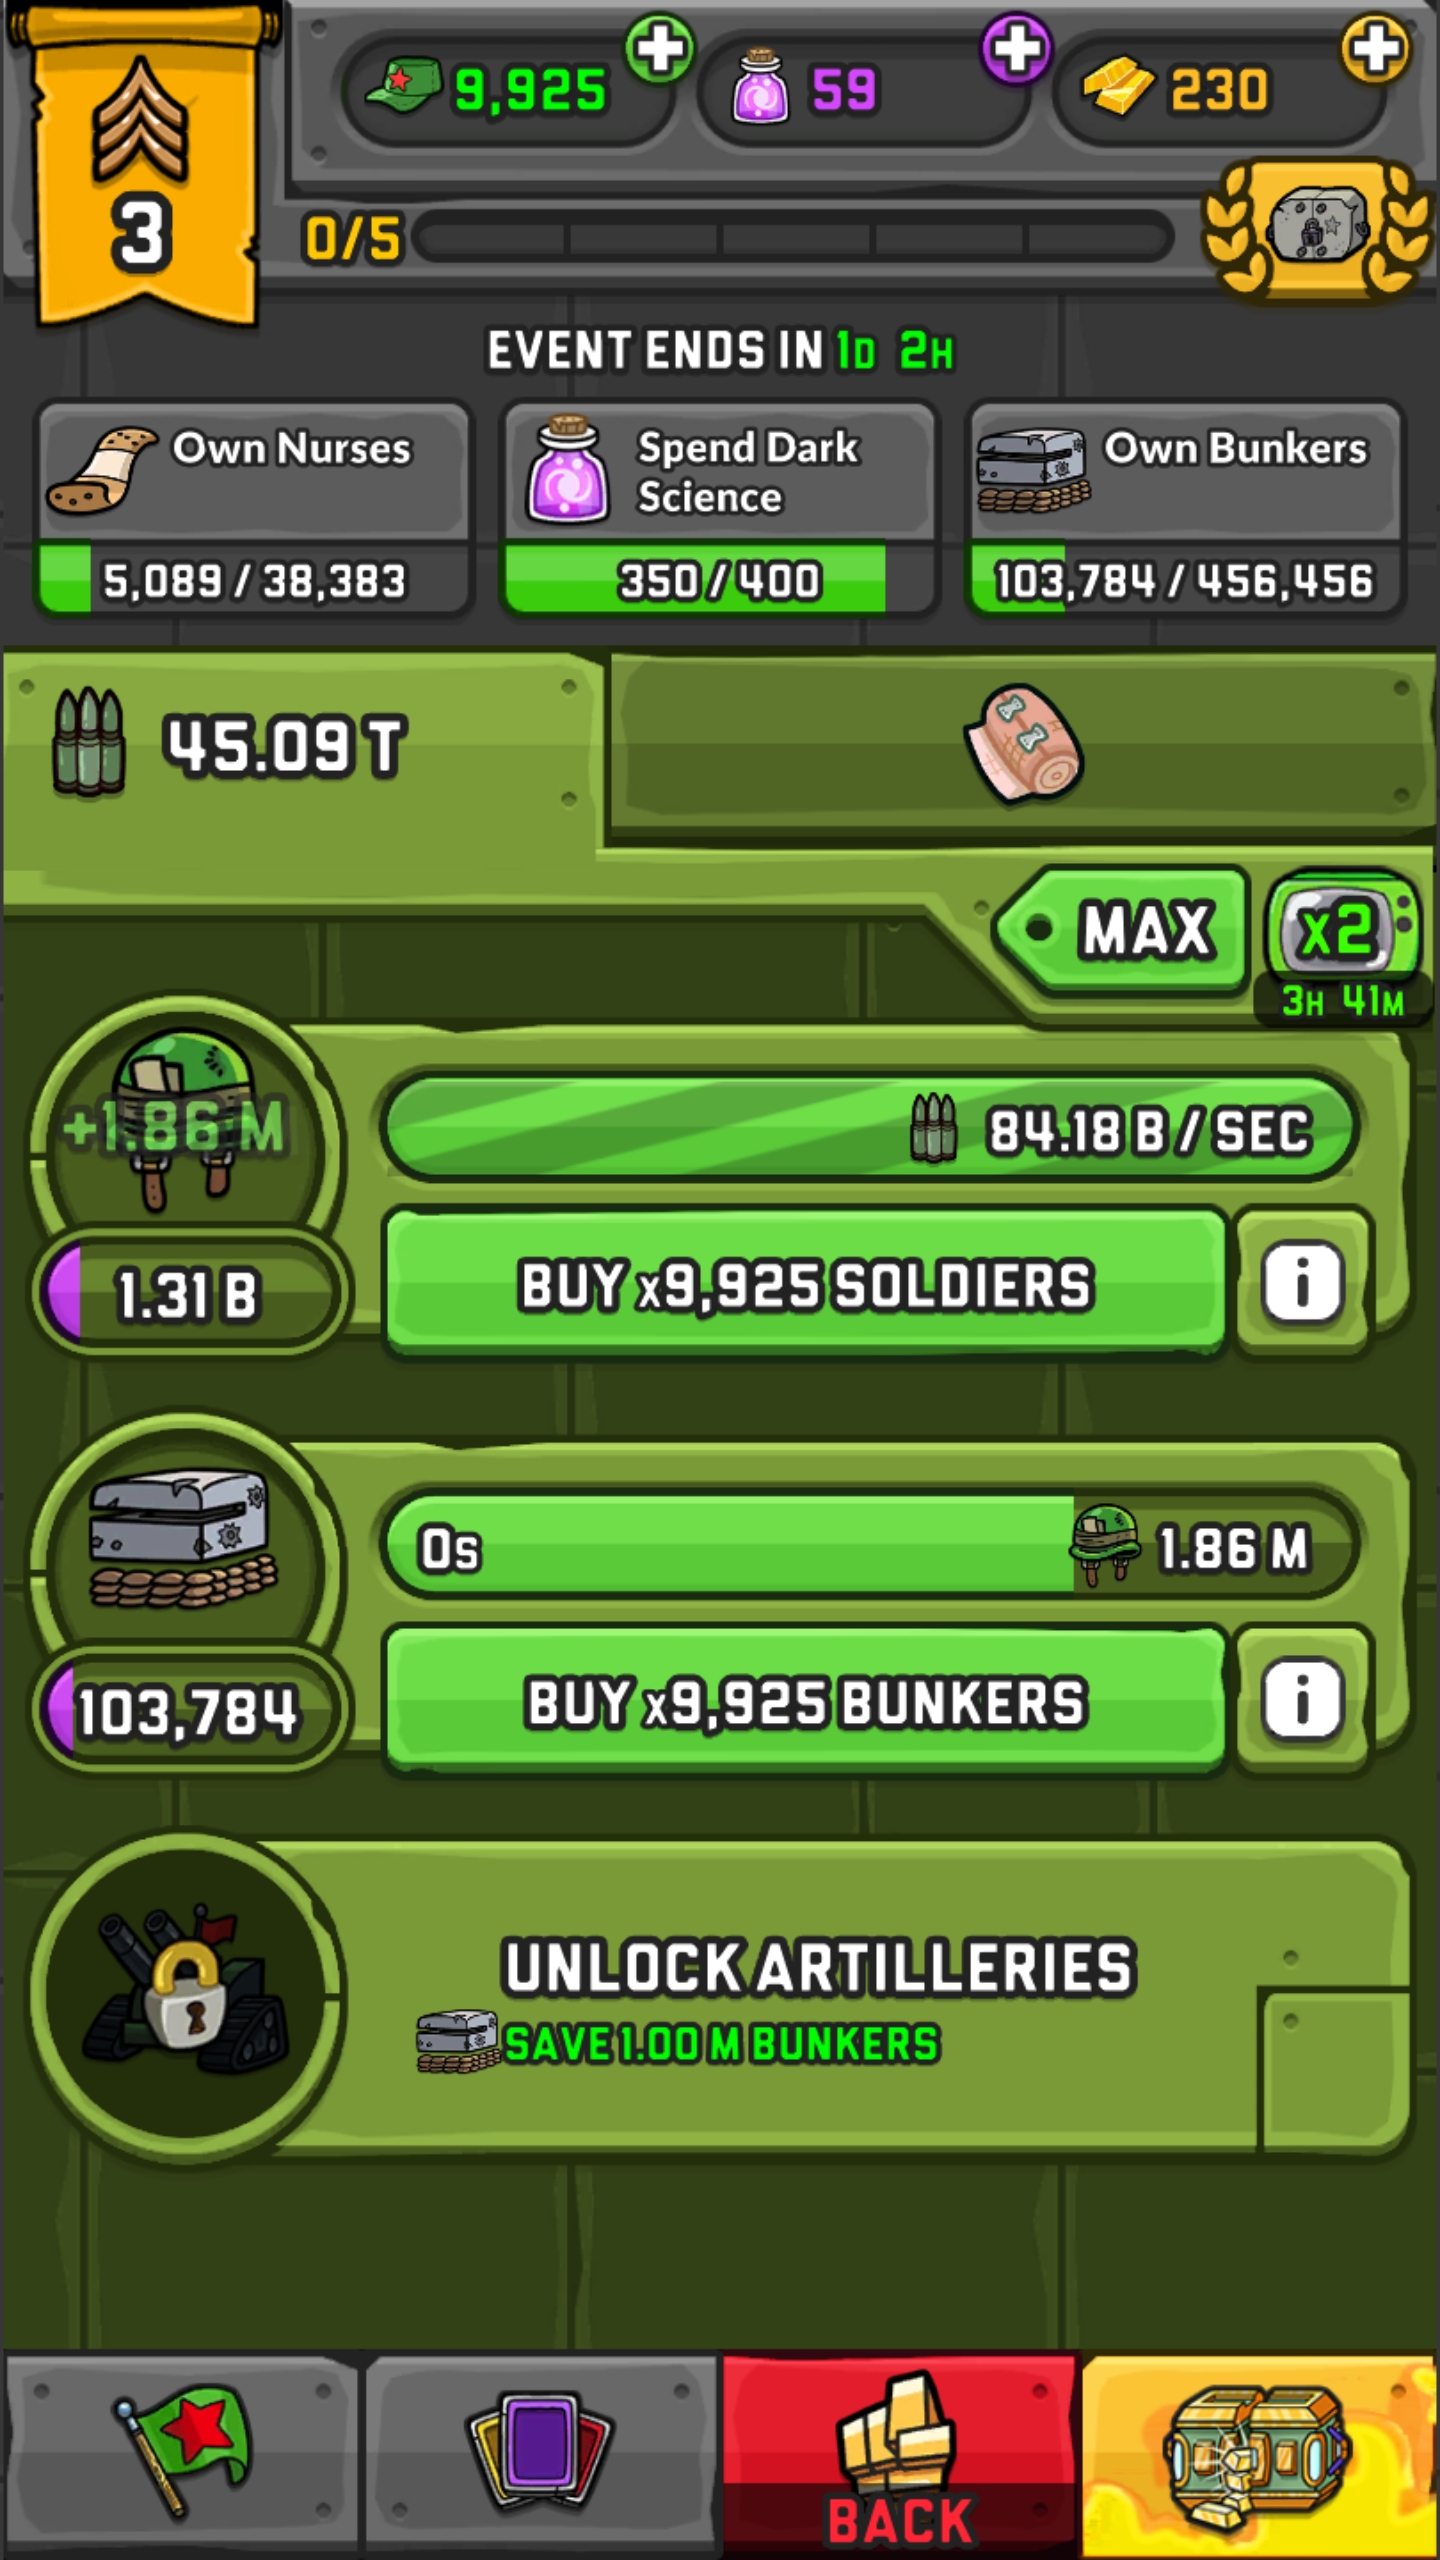 9,925
59
230
3
0/5
EVENT ENDS IN 1D 2H
Own Nurses
5,089 / 38,383
Spend Dark
Science
350 / 400
Own Bunkers
103,784 / 456,456
45.09 T
MAX
x2
3H 41M
+1.86 M
84.18 B / SEC
1.31 B
BUY x9,925 SOLDIERS
i
0s
1.86 M
103,784
BUY x9,925 BUNKERS
i
UNLOCK ARTILLERIES
SAVE 1.00 M BUNKERS
BACK